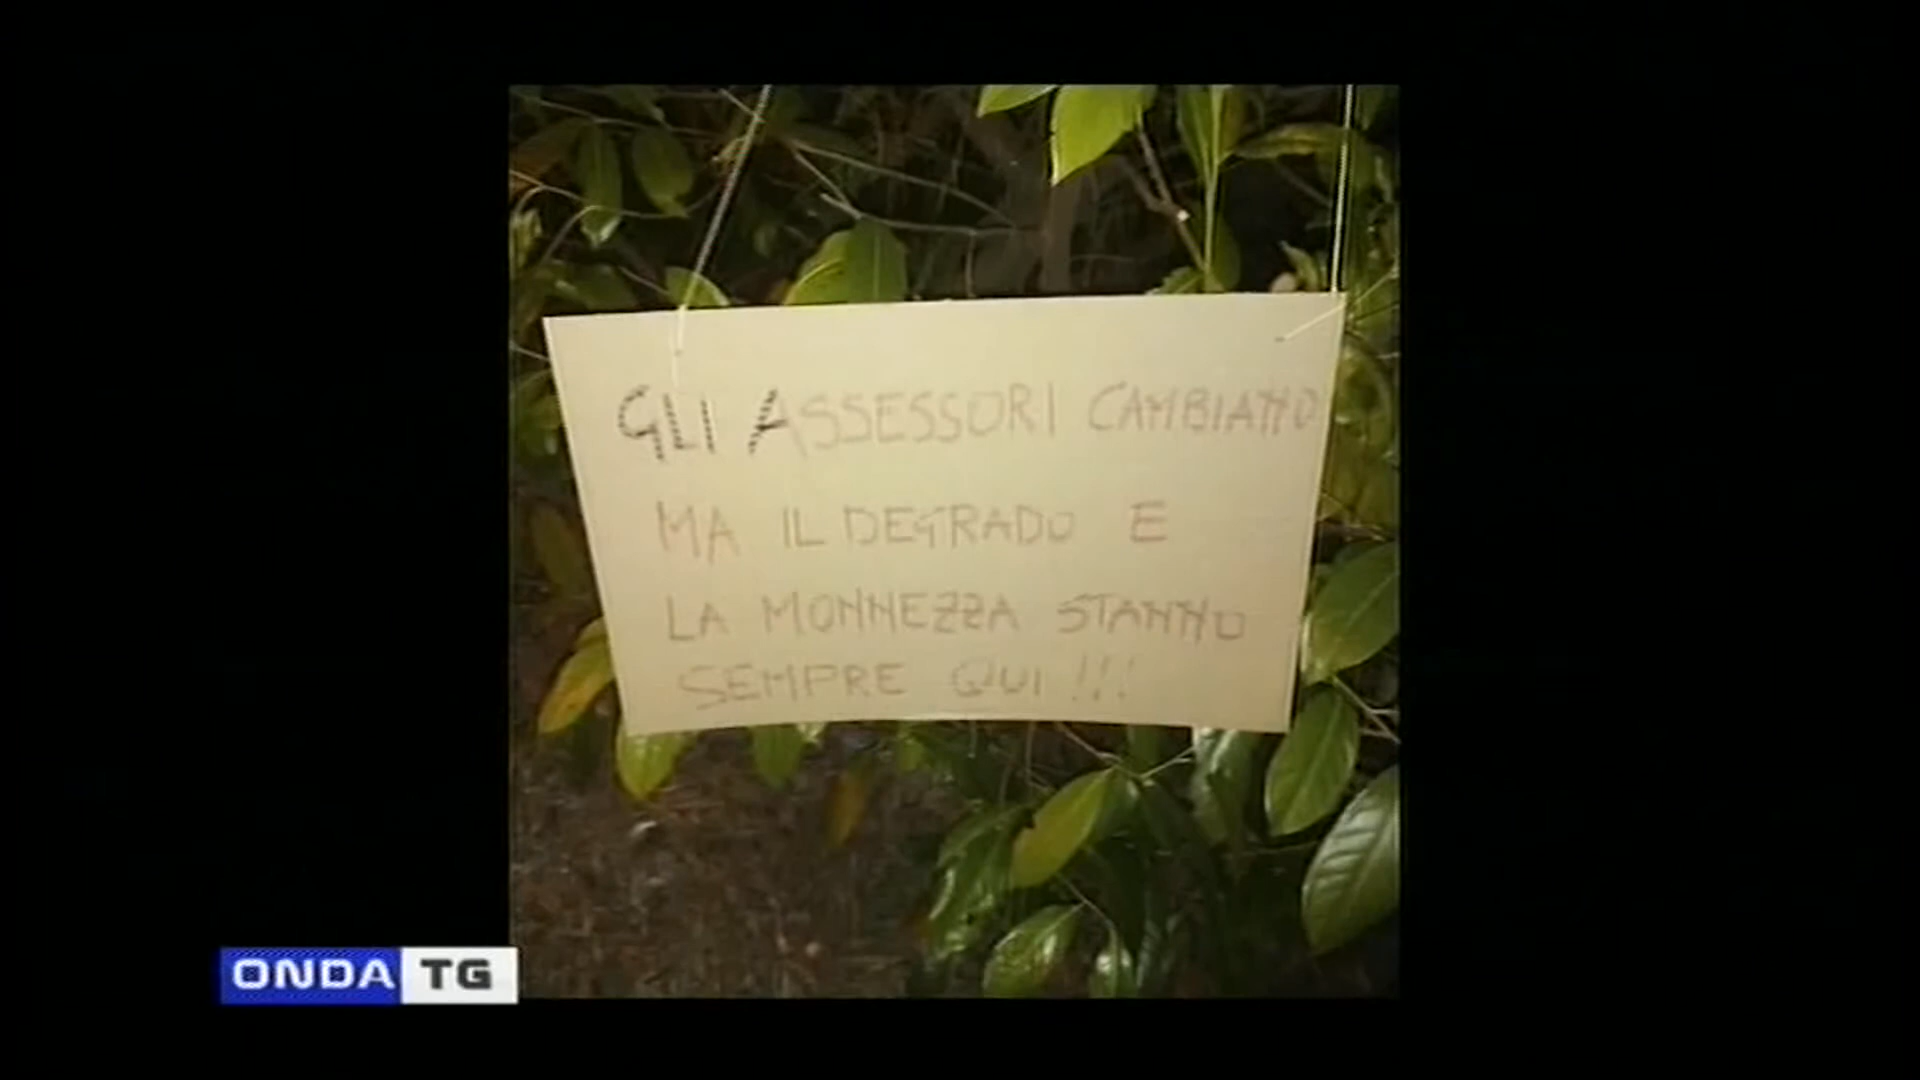 GLI ASSESSORI CAMBIANO
MA IL DEGRADO E
LA MONNEZZA STANNO
SEMPRE QUI!!!
ONDA TG